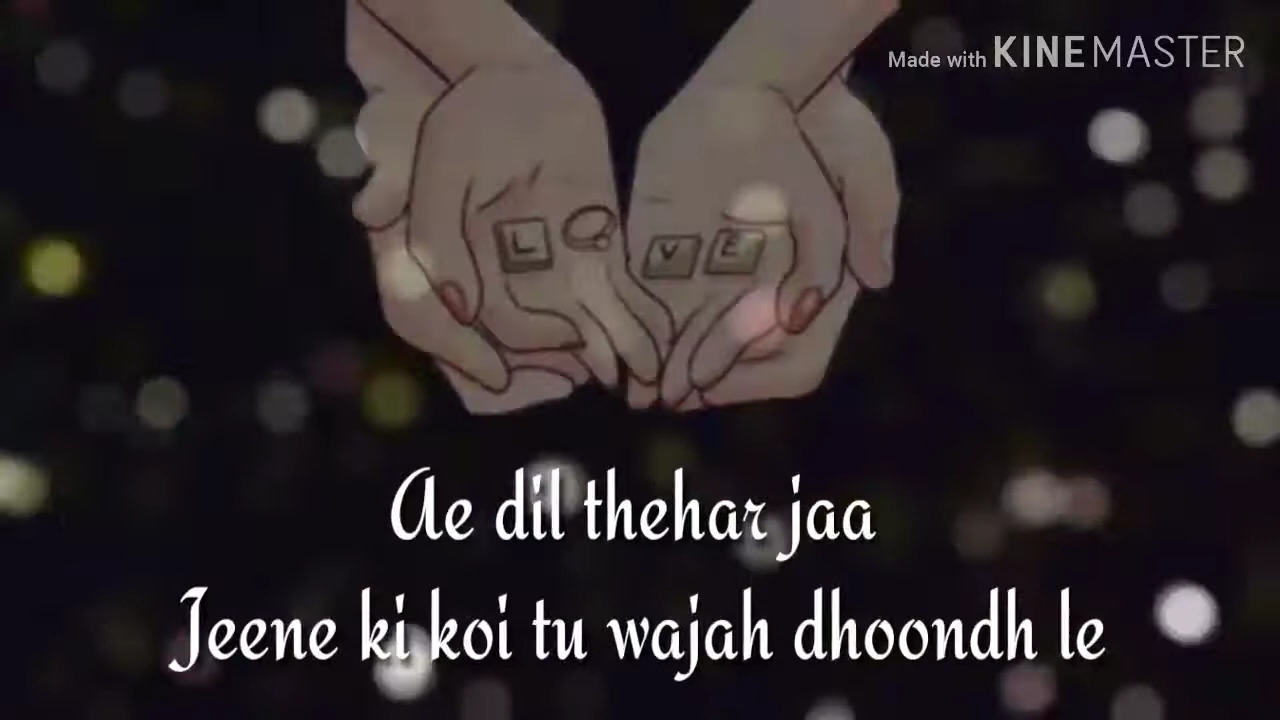 Made with KINEMASTER
L O V E
Ae dil thehar jaa
Jeene ki koi tu wajah dhoondh le